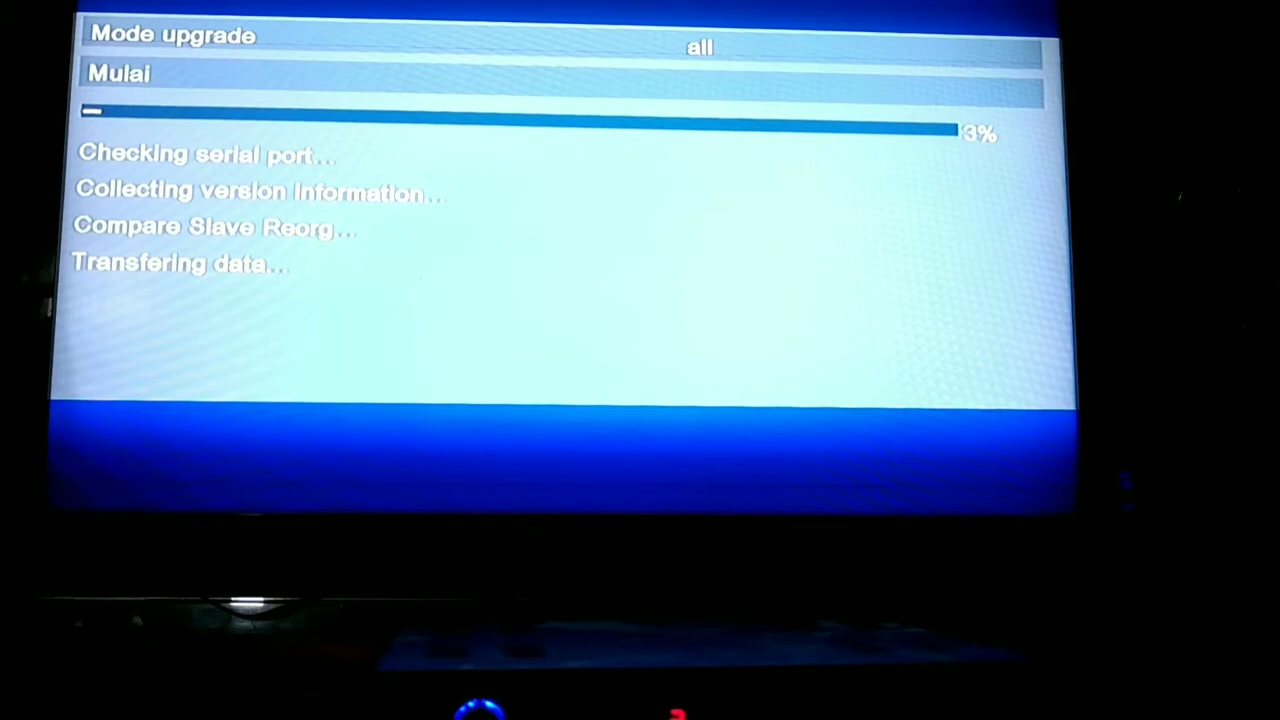 Mode upgrade all
Mulai
3%
Checking serial port...
Collecting version information...
Compare Slave Reorg...
Transfering data...